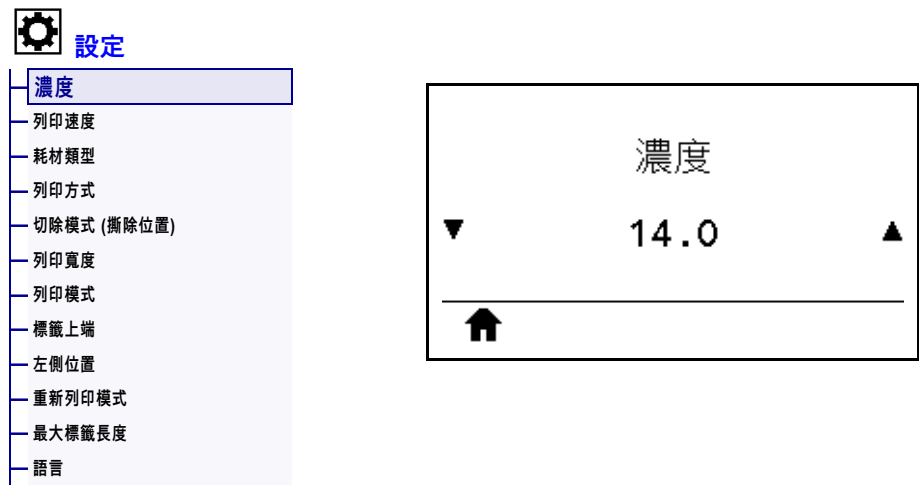 設定
濃度
列印速度
耗材類型
列印方式
切除模式 (撕除位置)
列印寬度
列印模式
標籤上端
左側位置
重新列印模式
最大標籤長度
語言
濃度
▼ 14.0 ▲